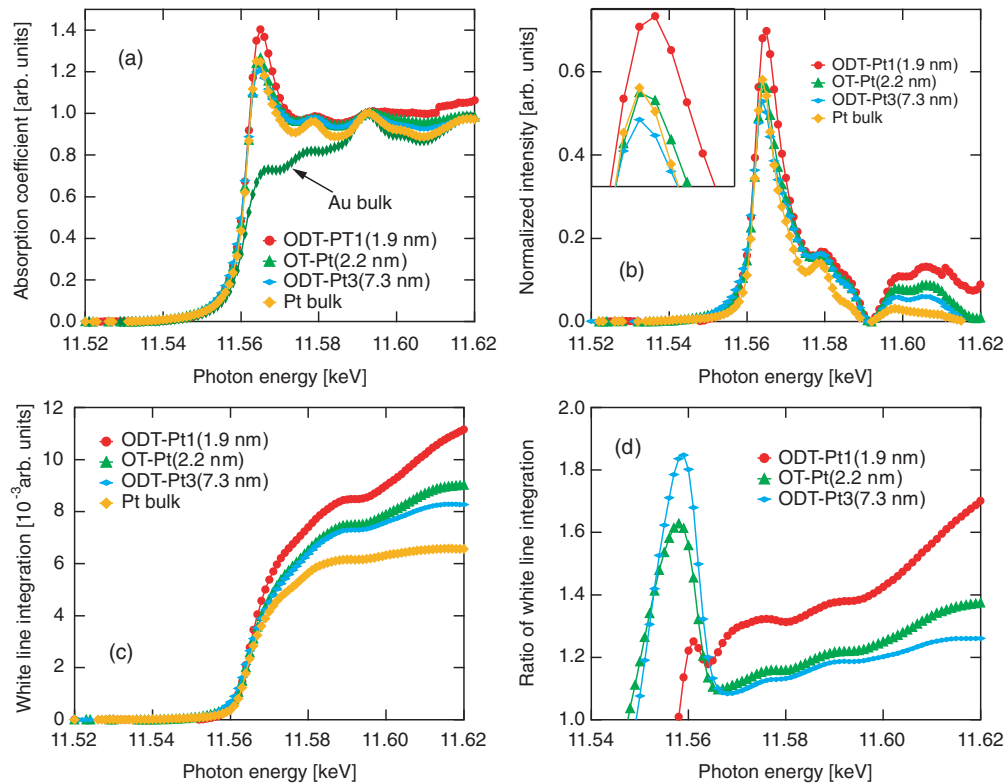 (a)
Absorption coefficient [arb. units]
1.4
1.2
1.0
0.8
0.6
0.4
0.2
0.0
Au bulk
ODT-PT1(1.9 nm)
OT-Pt(2.2 nm)
ODT-Pt3(7.3 nm)
Pt bulk
11.52 11.54 11.56 11.58 11.60 11.62
Photon energy [keV]
(b)
Normalized intensity [arb. units]
0.6
0.4
0.2
0.0
ODT-Pt1(1.9 nm)
OT-Pt(2.2 nm)
ODT-Pt3(7.3 nm)
Pt bulk
11.52 11.54 11.56 11.58 11.60 11.62
Photon energy [keV]
(c)
White line integration [10-3arb. units]
12
10
8
6
4
2
0
ODT-Pt1(1.9 nm)
OT-Pt(2.2 nm)
ODT-Pt3(7.3 nm)
Pt bulk
11.52 11.54 11.56 11.58 11.60 11.62
Photon energy [keV]
(d)
Ratio of white line integration
2.0
1.8
1.6
1.4
1.2
1.0
ODT-Pt1(1.9 nm)
OT-Pt(2.2 nm)
ODT-Pt3(7.3 nm)
11.54 11.56 11.58 11.60 11.62
Photon energy [keV]